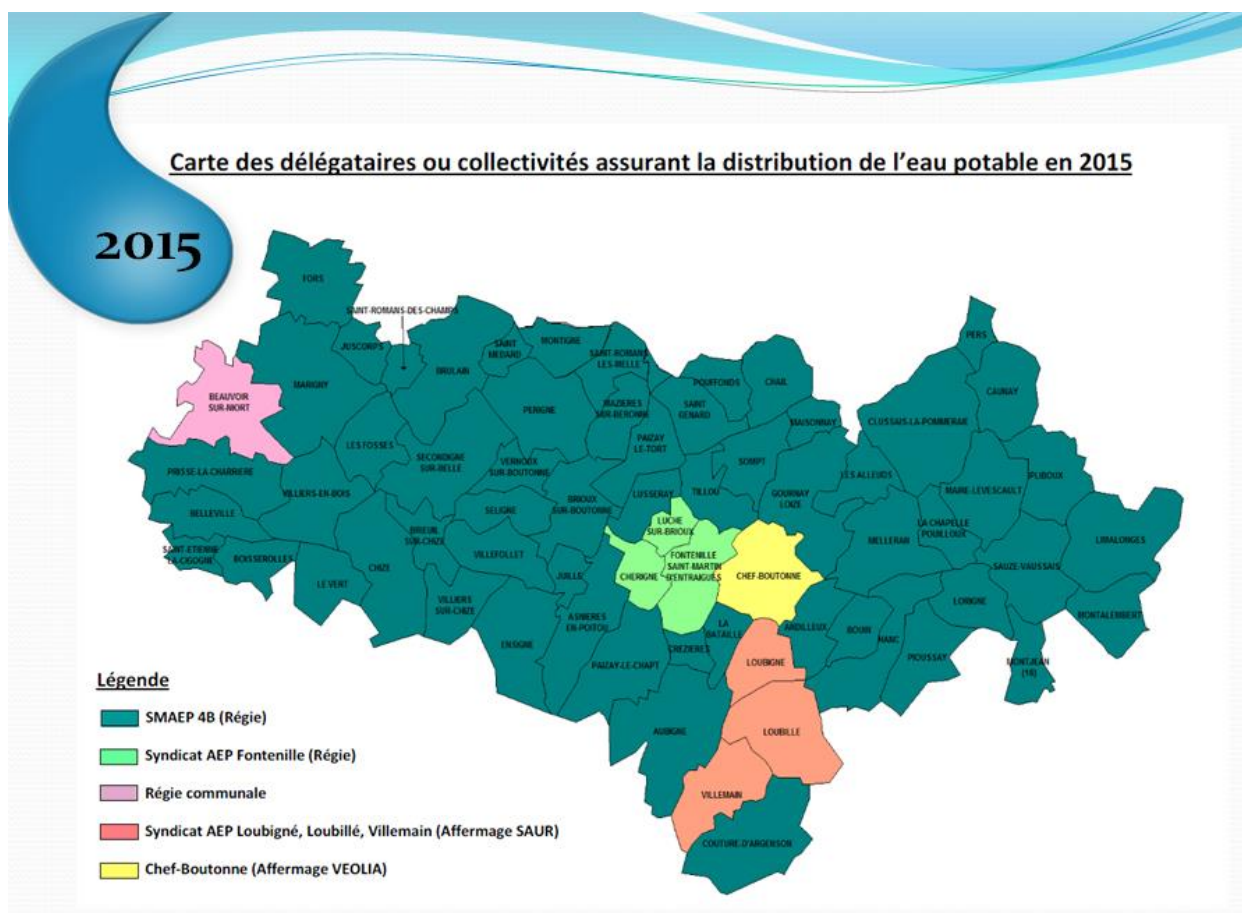 Carte des délégataires ou collectivités assurant la distribution de l'eau potable en 2015
2015
FORS
SAINT-ROMANS-DES-CHAMPS
JUSCORPS
BRULAIN
SAINT
MEDARD
MONTIGNE
SAINT-ROMANS
LES-MELLE
PERS
MARIGNY
BEAUVOIR
SUR-NIORT
PERIGNE
MAZIERES
SUR-BERONNE
POUFFONDS
SAINT
GENARD
CHAIL
CAUNAY
MAISONNAY
CLUSSAIS-LA-POMMERAIE
LES FOSSES
SECONDIGNE
SUR-BELLE
VERNOUX
SUR-BOUTONNE
PAIZAY
LE-TORT
SOMPT
PRISSE-LA-CHARRIERE
VILLIERS-EN-BOIS
LUSSERAY
TILLOU
GOURNAY
LOIZE
LES ALLEUDS
MAIRE-LEVESCAULT
PLIBOUX
BELLEVILLE
SELIGNE
BRIOUX
SUR-BOUTONNE
LUCHE
SUR-BRIOUX
LA CHAPELLE
POUILLOUX
MELLERAN
LIMALONGES
SAINT-ETIENNE
LA-CIGOGNE
BOISSEROLLES
LE VERT
CHIZE
BREUIL
SUR-CHIZE
VILLEFOLLET
JUILLE
CHERIGNE
FONTENILLE
SAINT-MARTIN
D'ENTRAIGUES
CHEF-BOUTONNE
SAUZE-VAUSSAIS
VILLIERS
SUR-CHIZE
ENSIGNE
ASNIERES
EN-POITOU
LORIGNE
MONTALEMBERT
PAIZAY-LE-CHAPT
CREZIERES
LA
BATAILLE
ARDILLEUX
BOUIN
HANC
PIOUSSAY
MONTJEAN
(16)
LOUBIGNE
AUBIGNE
LOUBILLE
VILLEMAIN
COUTURE-D'ARGENSON
Légende
SMAEP 4B (Régie)
Syndicat AEP Fontenille (Régie)
Régie communale
Syndicat AEP Loubigné, Loubillé, Villemain (Affermage SAUR)
Chef-Boutonne (Affermage VEOLIA)